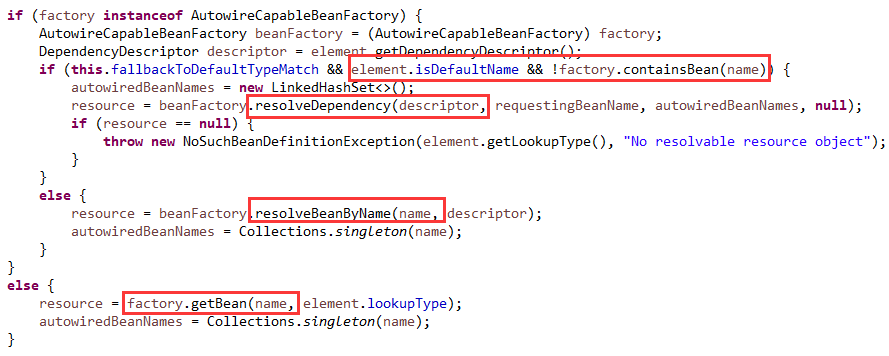 if (factory instanceof AutowireCapableBeanFactory) {
    AutowireCapableBeanFactory beanFactory = (AutowireCapableBeanFactory) factory;
    DependencyDescriptor descriptor = element.getDependencyDescriptor();
    if (this.fallbackToDefaultTypeMatch && element.isDefaultName && !factory.containsBean(name)) {
        autowiredBeanNames = new LinkedHashSet<>();
        resource = beanFactory.resolveDependency(descriptor, requestingBeanName, autowiredBeanNames, null);
        if (resource == null) {
            throw new NoSuchBeanDefinitionException(element.getLookupType(), "No resolvable resource object");
        }
    }
    else {
        resource = beanFactory.resolveBeanByName(name, descriptor);
        autowiredBeanNames = Collections.singleton(name);
    }
}
else {
    resource = factory.getBean(name, element.lookupType);
    autowiredBeanNames = Collections.singleton(name);
}